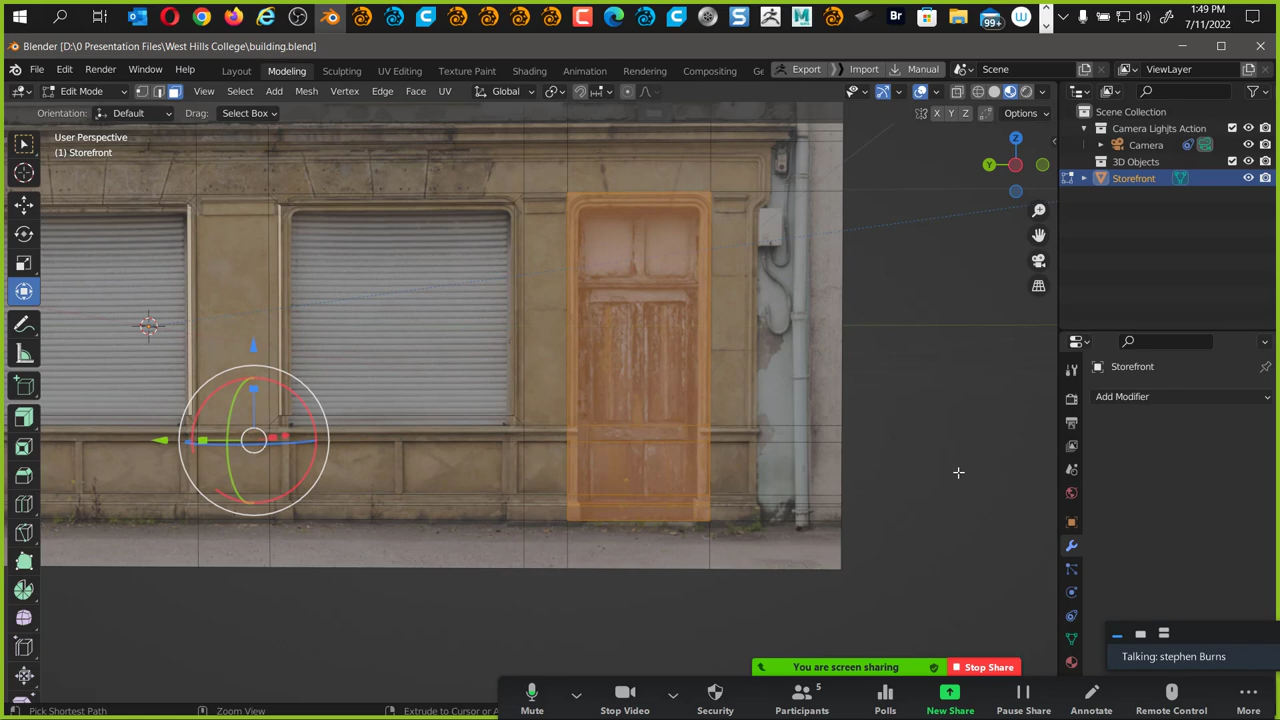 1:49 PM
7/11/2022
Br
S
M
W
99+
Blender [D:\0 Presentation Files\West Hills College\building.blend]
File Edit Render Window Help Layout Modeling Sculpting UV Editing Texture Paint Shading Animation Rendering Compositing Ge Export Import Manual Scene ViewLayer
Edit Mode View Select Add Mesh Vertex Edge Face UV Global
Orientation: Default Drag: Select Box X Y Z Options
User Perspective
(1) Storefront
Z
Y
Scene Collection
Camera Lights Action
Camera
3D Objects
Storefront
Storefront
Add Modifier
Talking: stephen Burns
You are screen sharing Stop Share
5
Mute Stop Video Security Participants Polls New Share Pause Share Annotate Remote Control More
Pick Shortest Path Zoom View Extrude to Cursor or A